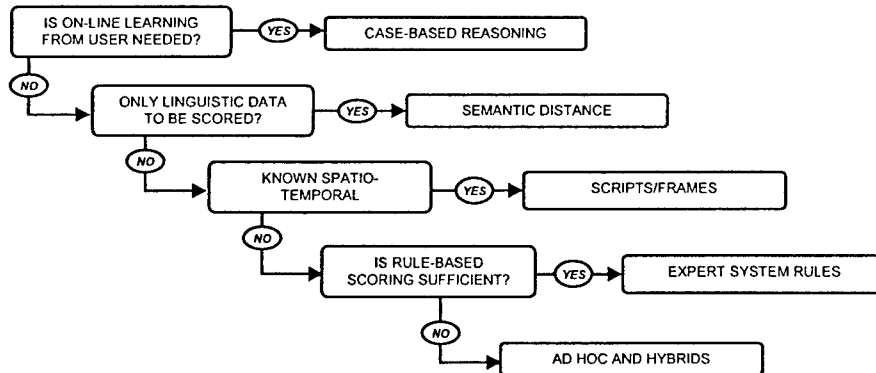 IS ON-LINE LEARNING
FROM USER NEEDED?
YES
CASE-BASED REASONING
NO
ONLY LINGUISTIC DATA
TO BE SCORED?
YES
SEMANTIC DISTANCE
NO
KNOWN SPATIO-
TEMPORAL
YES
SCRIPTS/FRAMES
NO
IS RULE-BASED
SCORING SUFFICIENT?
YES
EXPERT SYSTEM RULES
NO
AD HOC AND HYBRIDS